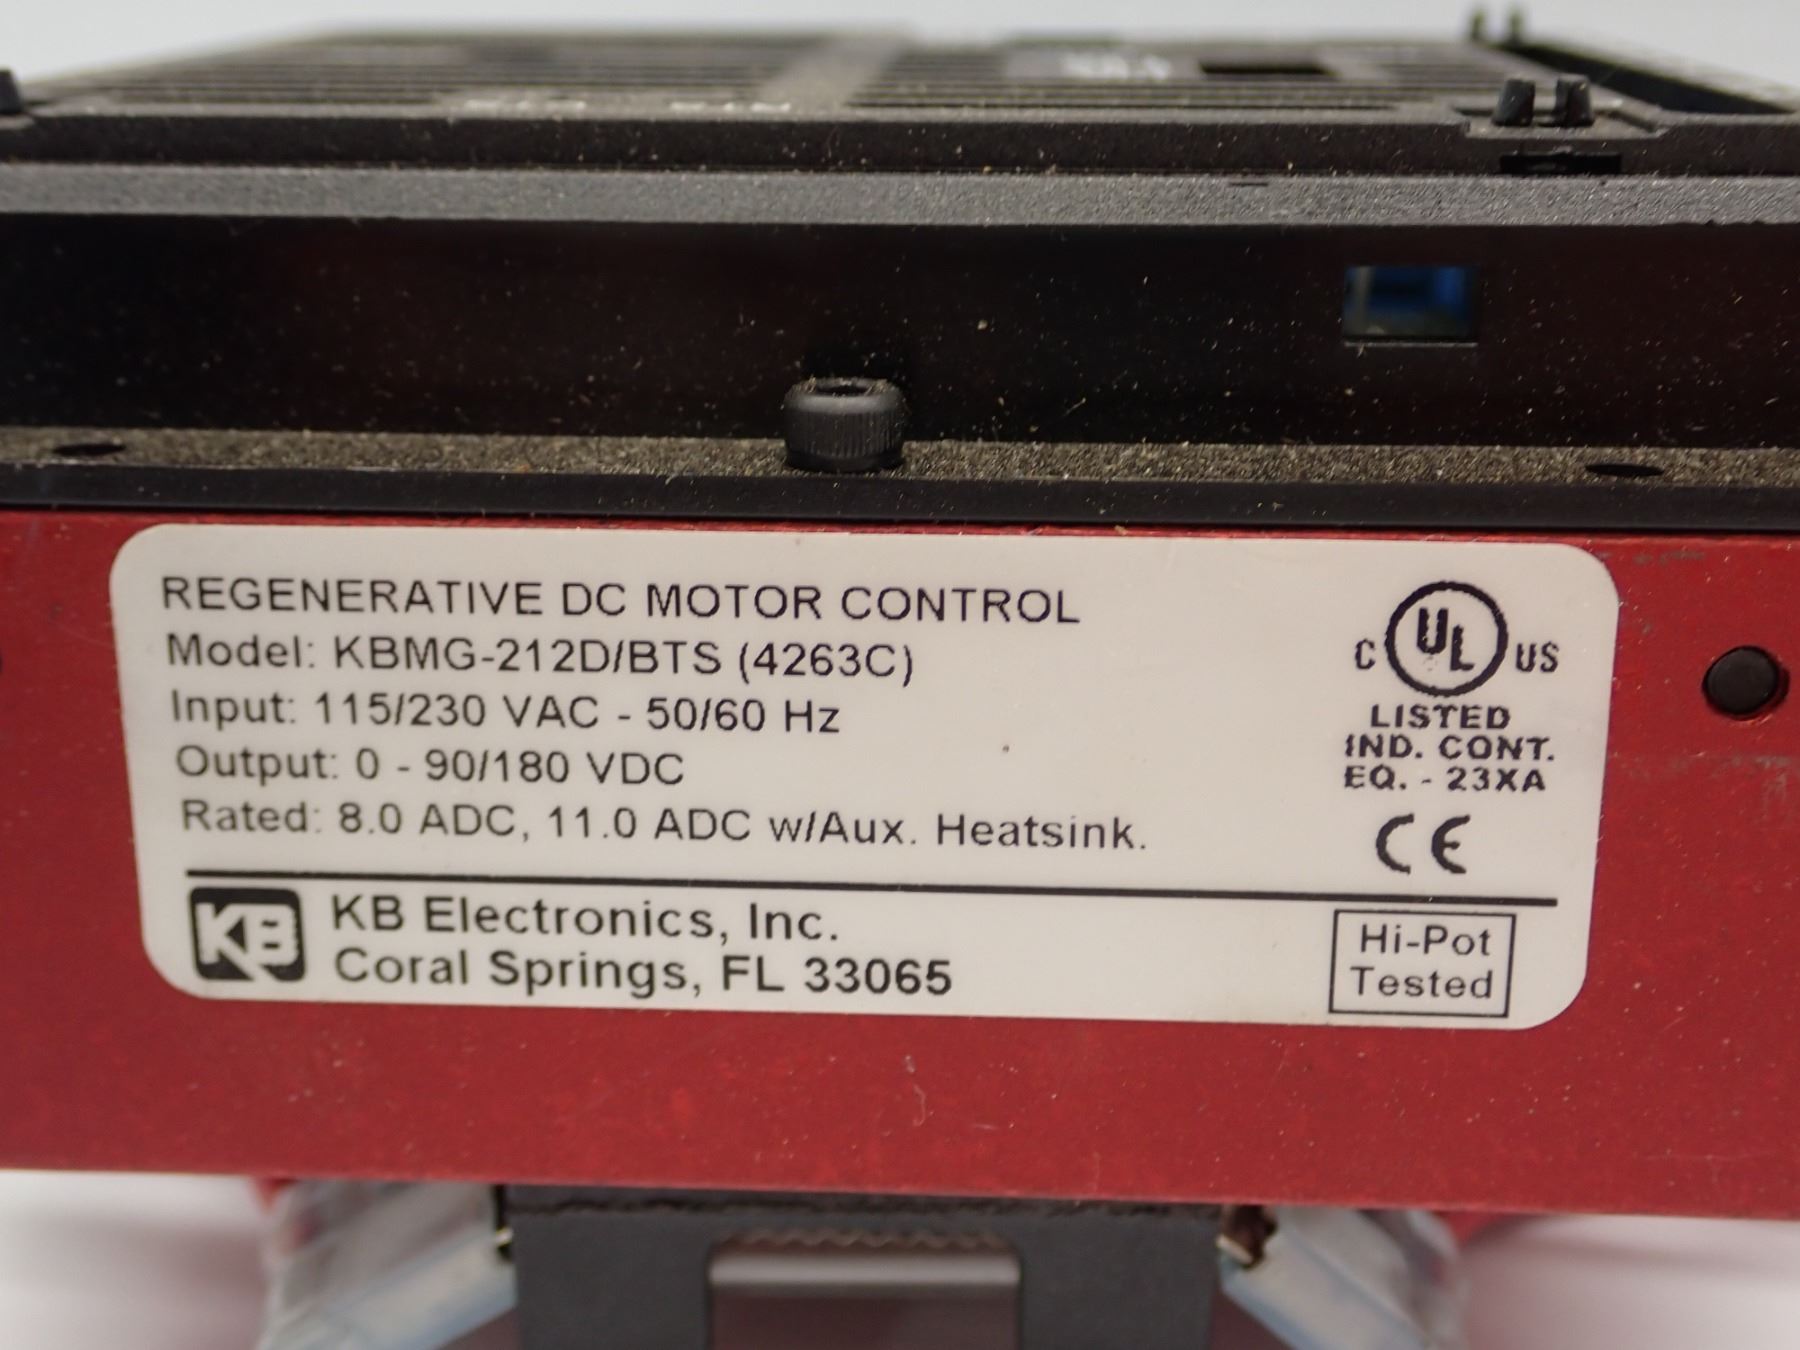 REGENERATIVE DC MOTOR CONTROL
Model: KBMG-212D/BTS (4263C)
Input: 115/230 VAC - 50/60 Hz
Output: 0 - 90/180 VDC
Rated: 8.0 ADC, 11.0 ADC w/Aux. Heatsink.
C UL US
LISTED
IND. CONT.
EQ. - 23XA
CE
KB
KB Electronics, Inc.
Coral Springs, FL 33065
Hi-Pot
Tested